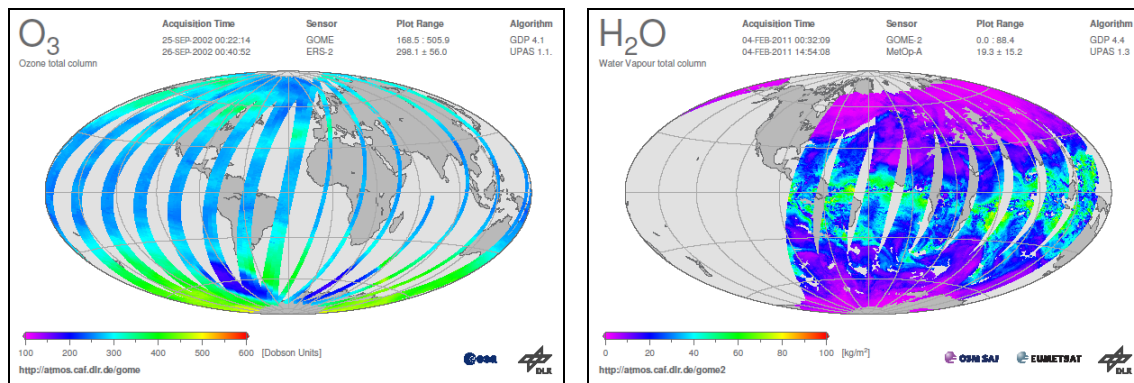 O3
Ozone total column
Acquisition Time Sensor Plot Range Algorithm
25-SEP-2002 00:22:14 GOME 168.5 : 505.9 GDP 4.1
26-SEP-2002 00:40:52 ERS-2 298.1 ± 56.0 UPAS 1.1.
100 200 300 400 500 600 [Dobson Units]
http://atmos.caf.dlr.de/gome
esa
DLR
H2O
Water Vapour total column
Acquisition Time Sensor Plot Range Algorithm
04-FEB-2011 00:32:09 GOME-2 0.0 : 88.4 GDP 4.4
04-FEB-2011 14:54:08 MetOp-A 19.3 ± 15.2 UPAS 1.3
0 20 40 60 80 100 [kg/m²]
http://atmos.caf.dlr.de/gome2
O3M SAF
EUMETSAT
DLR